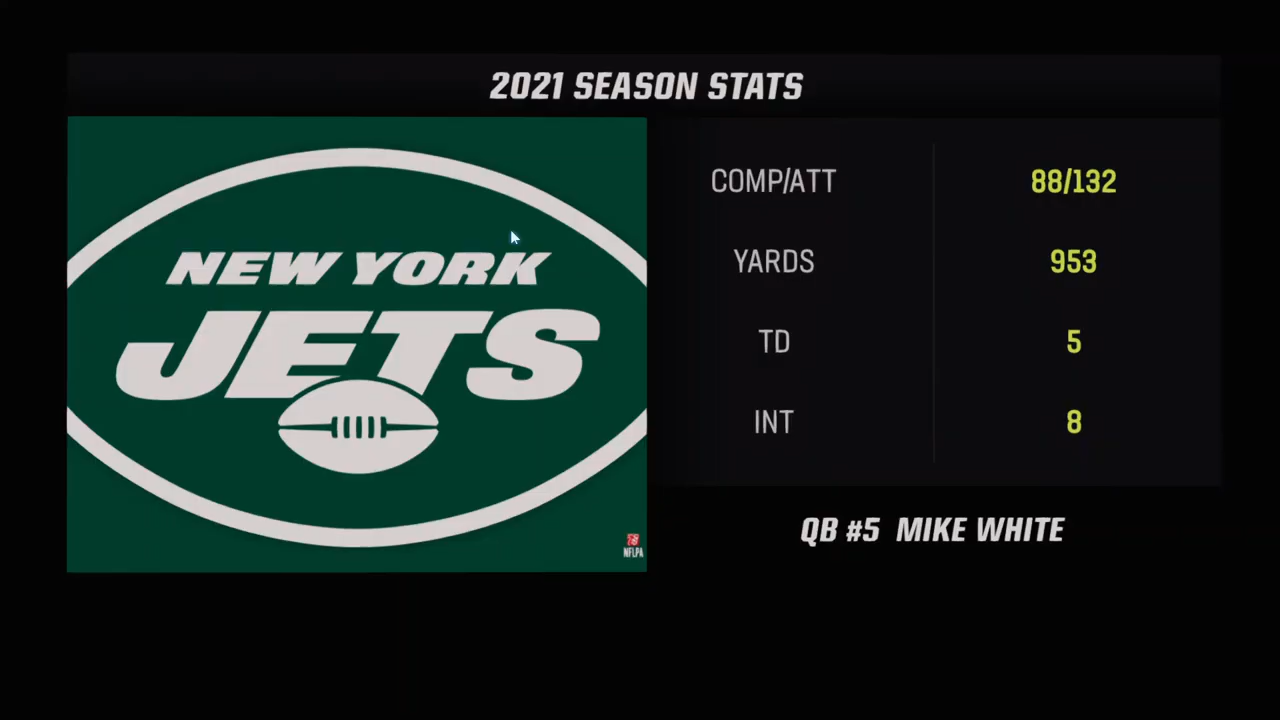 2021 SEASON STATS
NEW YORK
JETS
NFLPA
COMP/ATT 88/132
YARDS 953
TD 5
INT 8
QB #5 MIKE WHITE